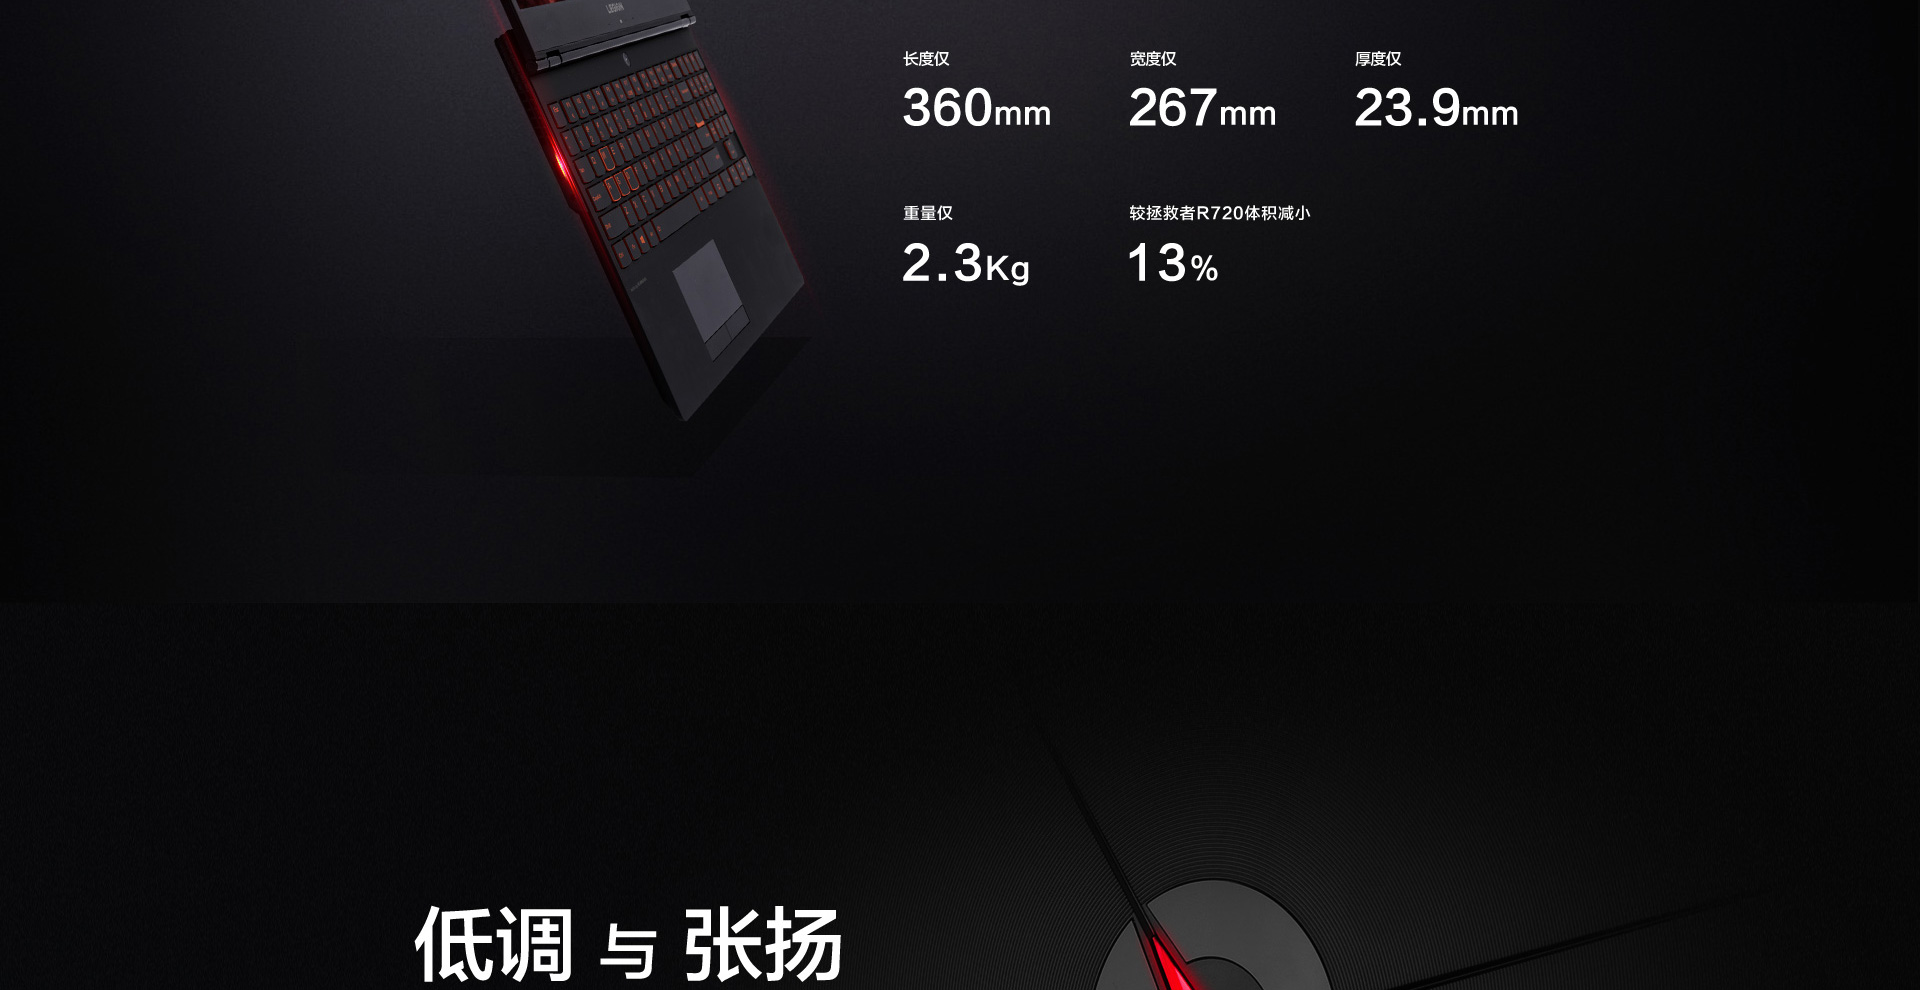 LEGION
长度仅 宽度仅 厚度仅
360mm 267mm 23.9mm
重量仅 较拯救者R720体积减小
2.3Kg 13%
低调 与 张扬